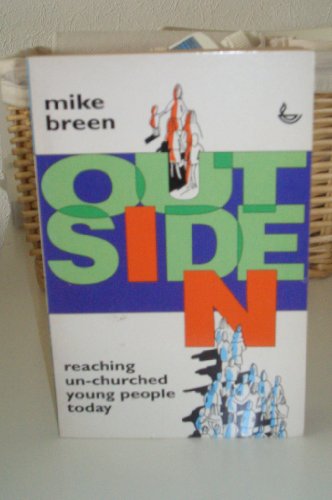 mike
breen
OUT
SIDE
IN
reaching
un-churched
young people
today